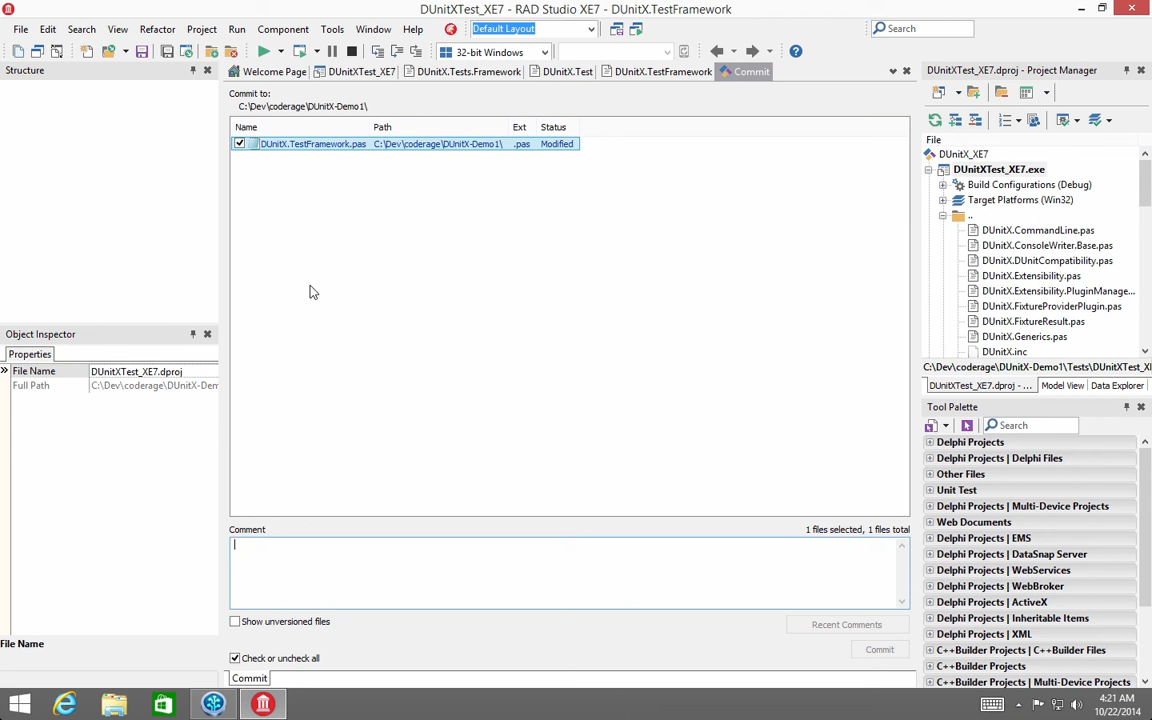 DUnitXTest_XE7 - RAD Studio XE7 - DUnitX.TestFramework
File Edit Search View Refactor Project Run Component Tools Window Help
Default Layout
Search
32-bit Windows
Structure
Welcome Page DUnitXTest_XE7 DUnitX.Tests.Framework DUnitX.Test DUnitX.TestFramework Commit
DUnitXTest_XE7.dproj - Project Manager
Commit to:
C:\Dev\coderage\DUnitX-Demo1\
Name Path Ext Status
DUnitX.TestFramework.pas C:\Dev\coderage\DUnitX-Demo1\ .pas Modified
File
DUnitX_XE7
DUnitXTest_XE7.exe
Build Configurations (Debug)
Target Platforms (Win32)
..
DUnitX.CommandLine.pas
DUnitX.ConsoleWriter.Base.pas
DUnitX.DUnitCompatibility.pas
DUnitX.Extensibility.pas
DUnitX.Extensibility.PluginManage...
DUnitX.FixtureProviderPlugin.pas
DUnitX.FixtureResult.pas
DUnitX.Generics.pas
DUnitX.inc
C:\Dev\coderage\DUnitX-Demo1\Tests\DUnitXTest_XE
DUnitXTest_XE7.dproj - ... Model View Data Explorer
Object Inspector
Properties
File Name DUnitXTest_XE7.dproj
Full Path C:\Dev\coderage\DUnitX-Dem
File Name
Tool Palette
Search
Delphi Projects
Delphi Projects | Delphi Files
Other Files
Unit Test
Delphi Projects | Multi-Device Projects
Web Documents
Delphi Projects | EMS
Delphi Projects | DataSnap Server
Delphi Projects | WebServices
Delphi Projects | WebBroker
Delphi Projects | ActiveX
Delphi Projects | Inheritable Items
Delphi Projects | XML
C++Builder Projects | C++Builder Files
C++Builder Projects
C++Builder Projects | Multi-Device Projects
Comment 1 files selected, 1 files total
Show unversioned files
Recent Comments
Commit
Check or uncheck all
Commit
4:21 AM
10/22/2014